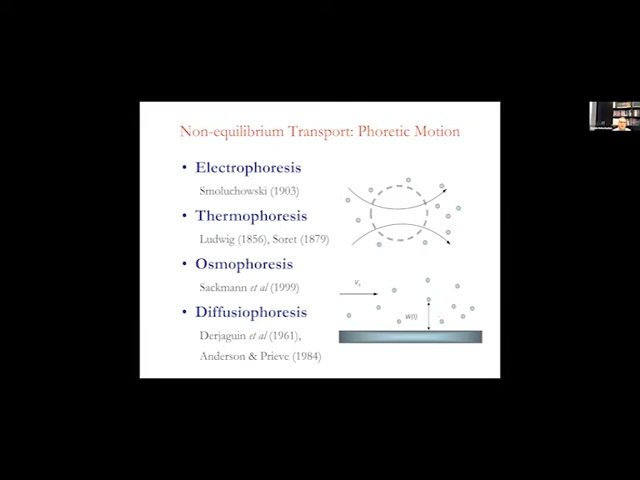 Non-equilibrium Transport: Phoretic Motion
• Electrophoresis
Smoluchowski (1903)
• Thermophoresis
Ludwig (1856), Soret (1879)
• Osmophoresis
Sackmann et al (1999)
• Diffusiophoresis
Derjaguin et al (1961),
Anderson & Prieve (1984)
Vs
W(l)